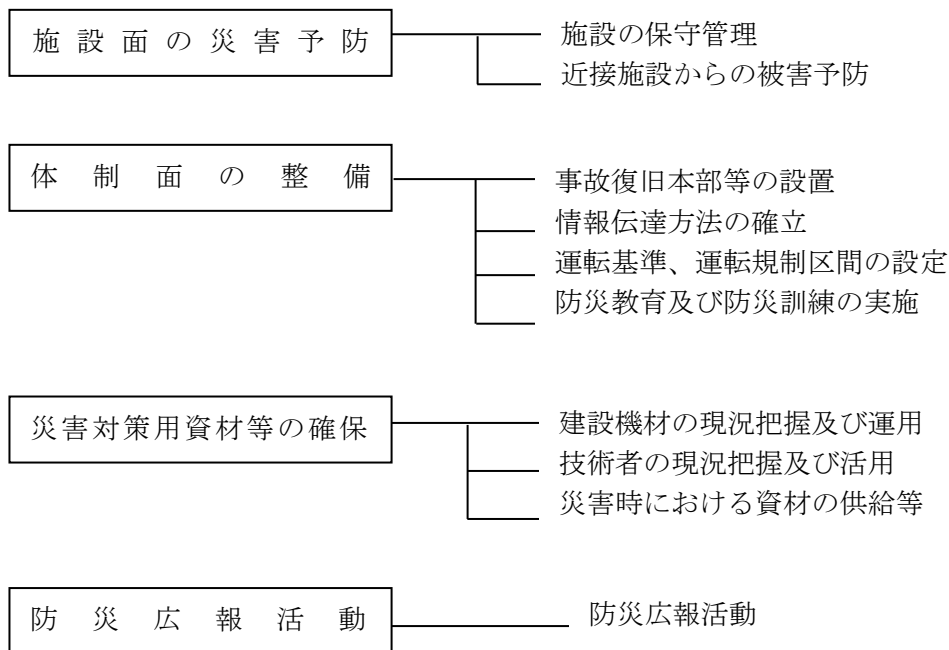 施設面の災害予防
施設の保守管理
近接施設からの被害予防
体制面の整備
事故復旧本部等の設置
情報伝達方法の確立
運転基準、運転規制区間の設定
防災教育及び防災訓練の実施
災害対策用資材等の確保
建設機材の現況把握及び運用
技術者の現況把握及び活用
災害時における資材の供給等
防災広報活動
防災広報活動